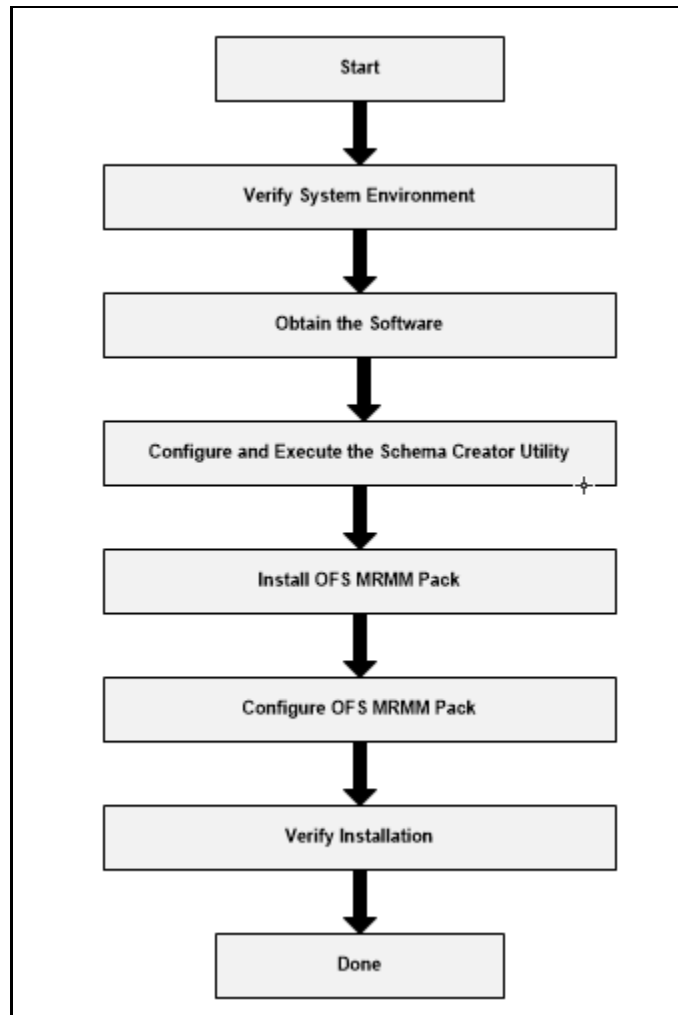 Start
Verify System Environment
Obtain the Software
Configure and Execute the Schema Creator Utility
Install OFS MRMM Pack
Configure OFS MRMM Pack
Verify Installation
Done